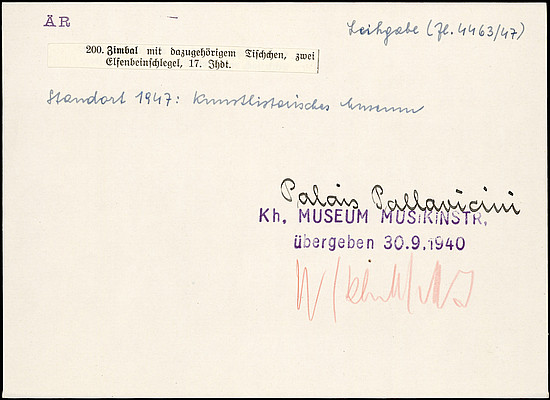 ÄR
Leihgabe (Zl. 4463/47)
200. Zimbal mit dazugehörigem Tischchen, zwei
Elfenbeinschlegel, 17. Jhdt.
Standort 1947: Kunsthistorisches Museum
Palais Pallavicini
Kh. MUSEUM MUSIKINSTR.
übergeben 30.9.1940